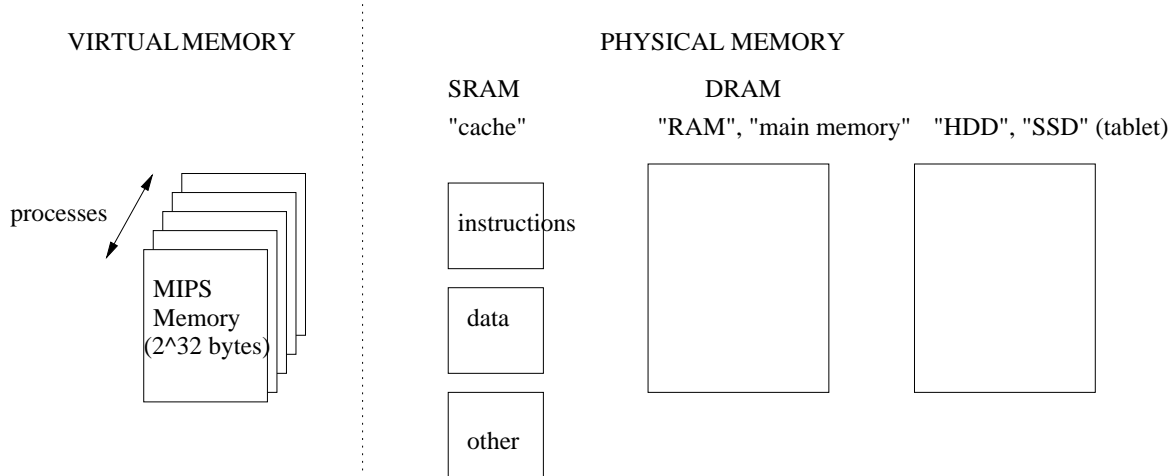 VIRTUAL MEMORY
PHYSICAL MEMORY
SRAM
DRAM
"cache"
"RAM", "main memory"
"HDD", "SSD" (tablet)
processes
instructions
MIPS
Memory
(2^32 bytes)
data
other